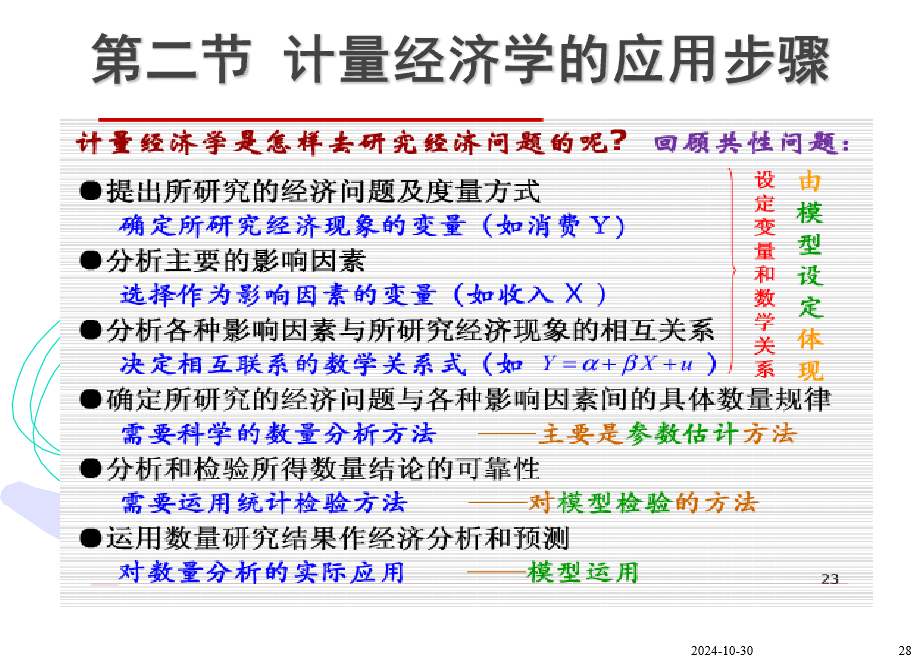 第二节 计量经济学的应用步骤
计量经济学是怎样去研究经济问题的呢? 回顾共性问题：
●提出所研究的经济问题及度量方式
确定所研究经济现象的变量（如消费Y）
●分析主要的影响因素
选择作为影响因素的变量（如收入 X ）
●分析各种影响因素与所研究经济现象的相互关系
决定相互联系的数学关系式（如 Y=α+βX+u ）
设定变量和数学关系
由模型设定体现
●确定所研究的经济问题与各种影响因素间的具体数量规律
需要科学的数量分析方法 ——主要是参数估计方法
●分析和检验所得数量结论的可靠性
需要运用统计检验方法 ——对模型检验的方法
●运用数量研究结果作经济分析和预测
对数量分析的实际应用 ——模型运用
23
2024-10-30
28